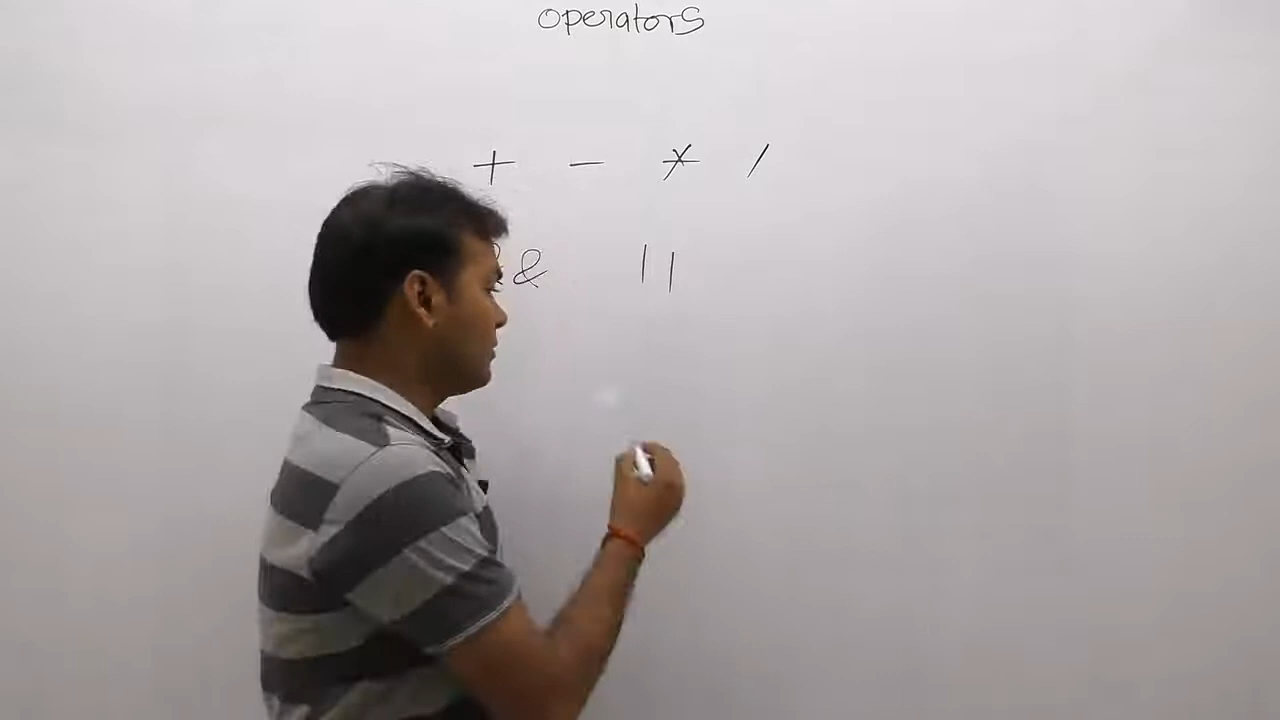 operators
+ - * /
&& ||